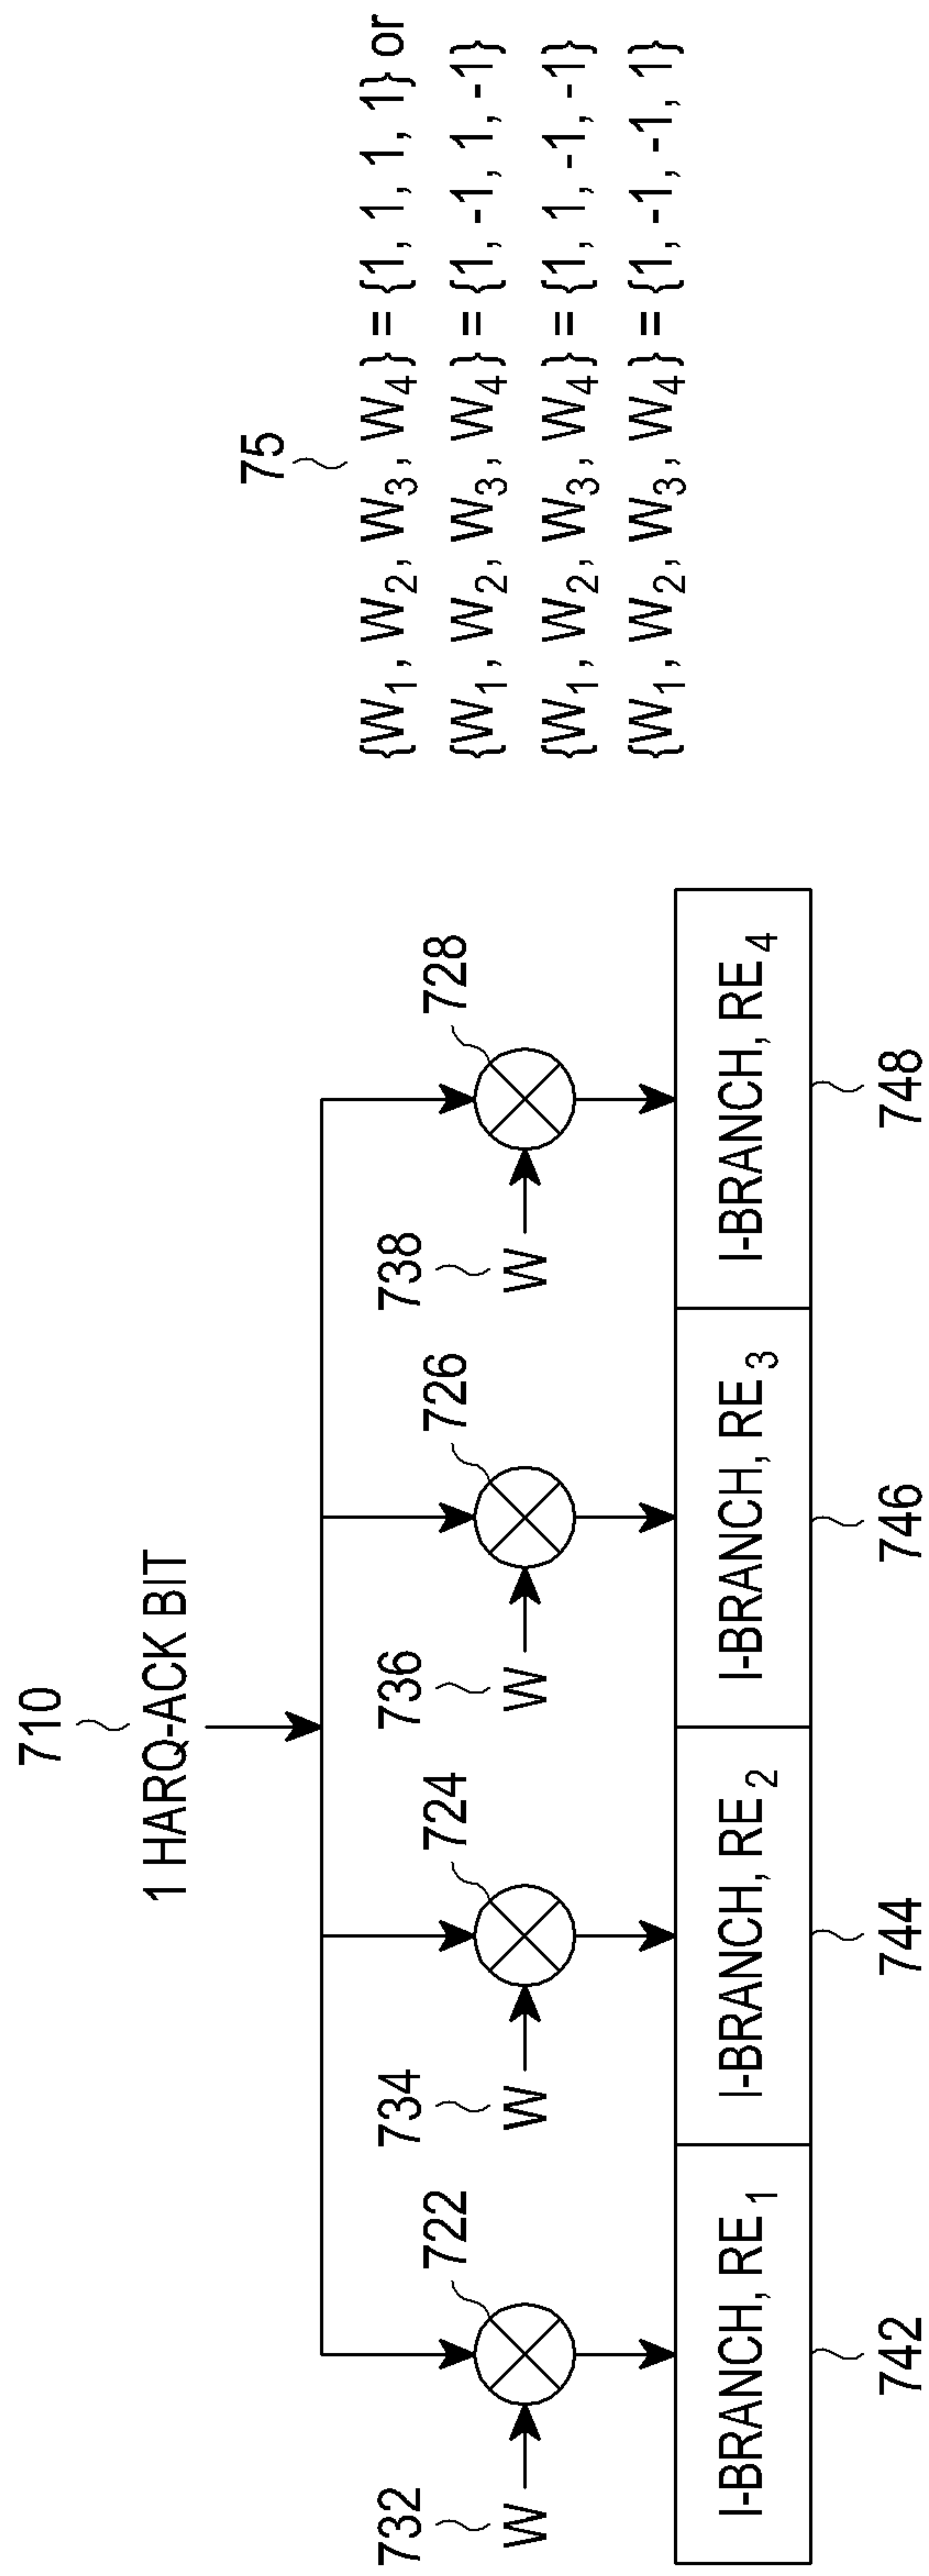 710
1 HARQ-ACK BIT
732
W
722
734
W
724
736
W
726
738
W
728
I-BRANCH, RE1
I-BRANCH, RE2
I-BRANCH, RE3
I-BRANCH, RE4
742
744
746
748
75
{W1, W2, W3, W4} = {1, 1, 1, 1} or
{W1, W2, W3, W4} = {1, -1, 1, -1}
{W1, W2, W3, W4} = {1, 1, -1, -1}
{W1, W2, W3, W4} = {1, -1, -1, 1}